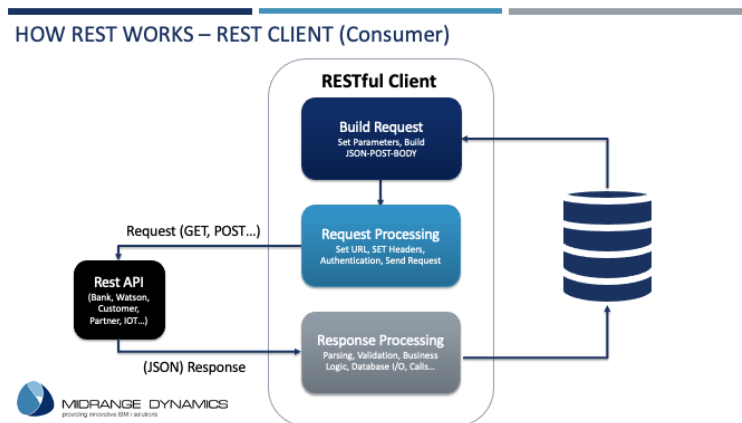 HOW REST WORKS – REST CLIENT (Consumer)
RESTful Client
Build Request
Set Parameters, Build
JSON-POST-BODY
Request (GET, POST...)
Request Processing
Set URL, SET Headers,
Authentication, Send Request
Rest API
(Bank, Watson,
Customer,
Partner, IOT...)
Response Processing
Parsing, Validation, Business
Logic, Database I/O, Calls...
(JSON) Response
MIDRANGE DYNAMICS
providing innovative IBM i solutions